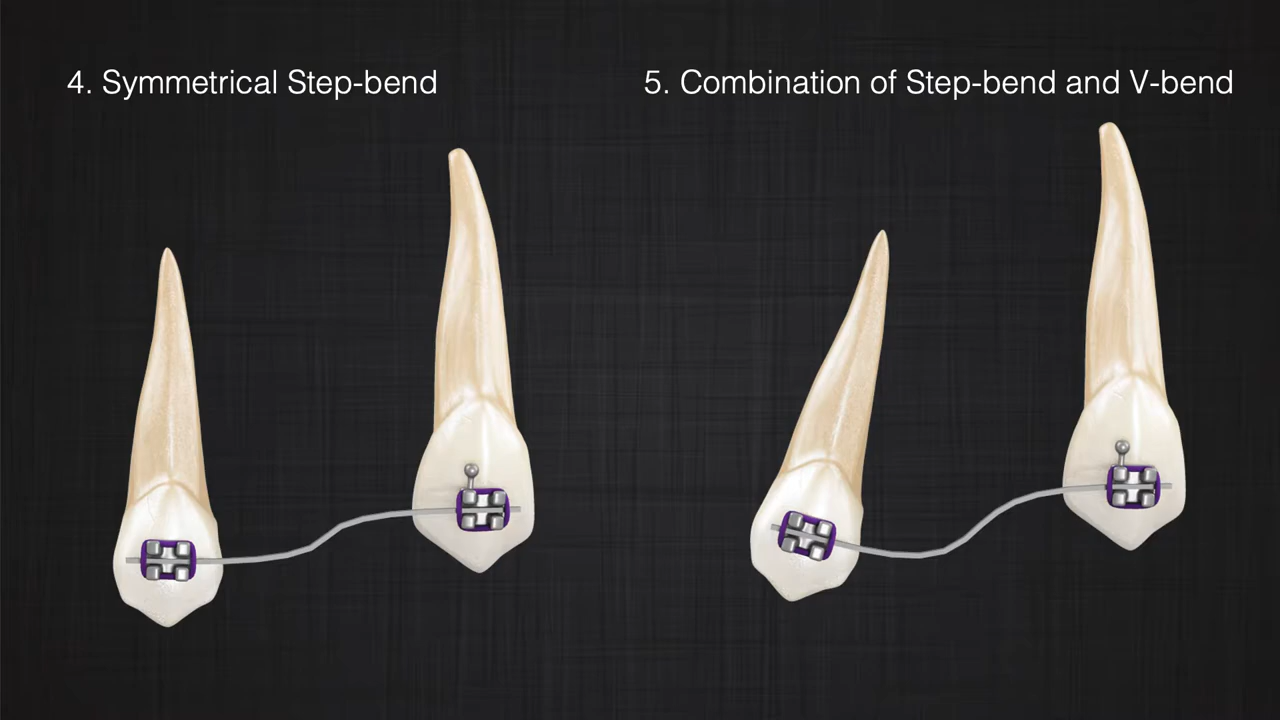 4. Symmetrical Step-bend
5. Combination of Step-bend and V-bend